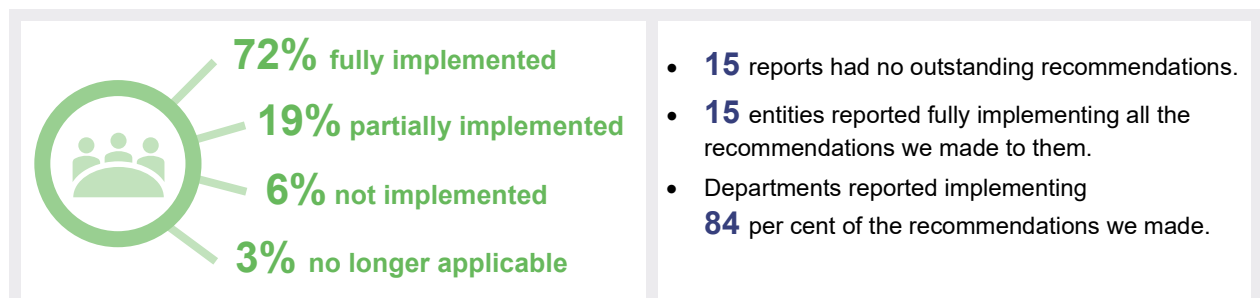 72% fully implemented
19% partially implemented
6% not implemented
3% no longer applicable
• 15 reports had no outstanding recommendations.
• 15 entities reported fully implementing all the
recommendations we made to them.
• Departments reported implementing
84 per cent of the recommendations we made.